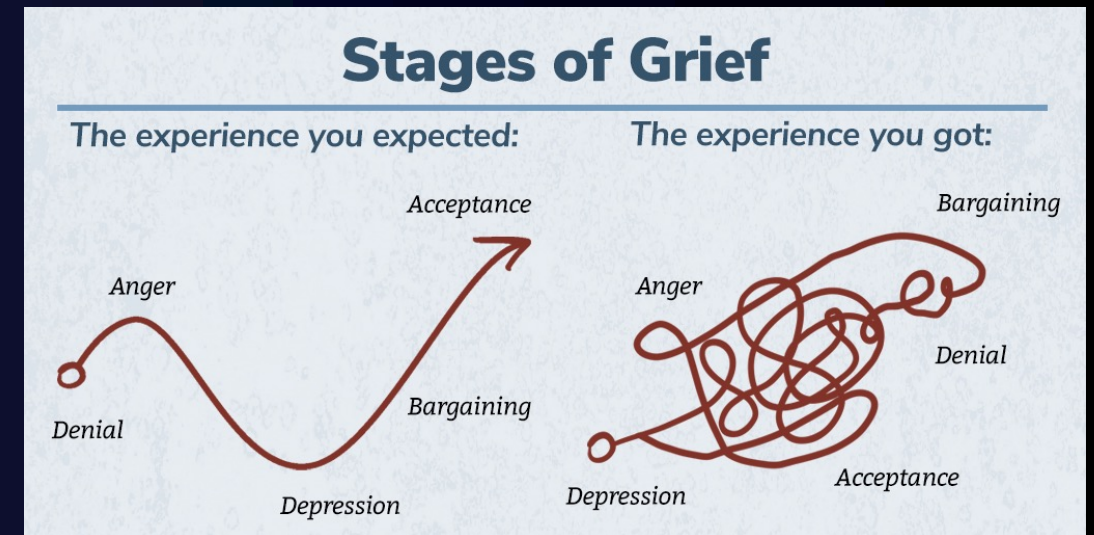 Stages of Grief
The experience you expected:
Acceptance
Anger
Bargaining
Denial
Depression
The experience you got:
Bargaining
Anger
Denial
Acceptance
Depression